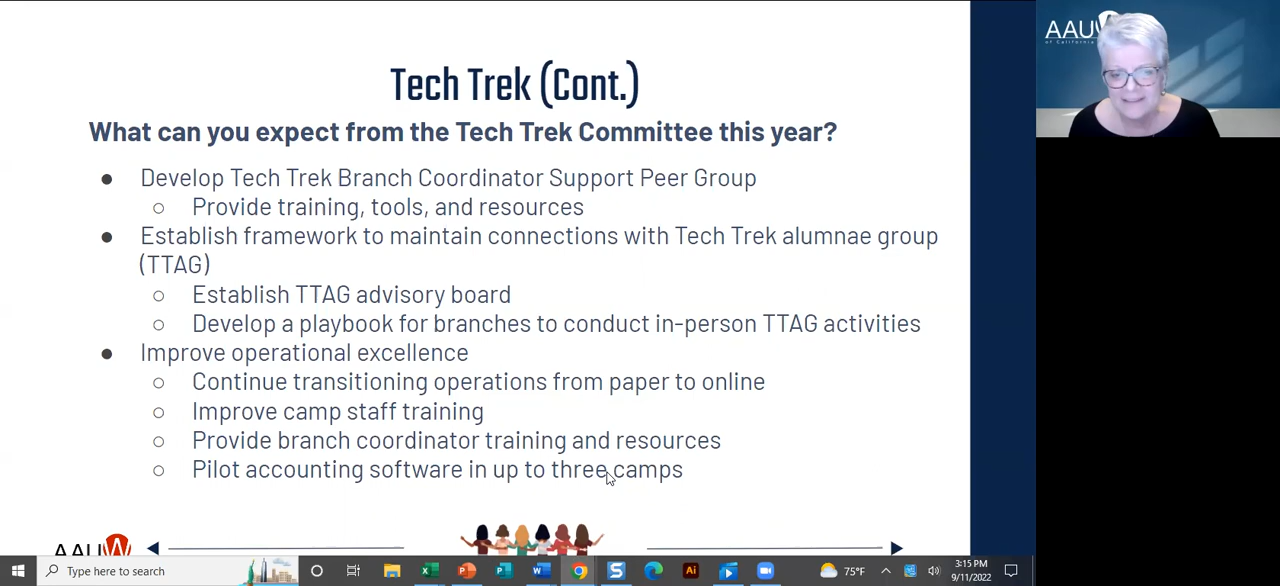 Tech Trek (Cont.)
What can you expect from the Tech Trek Committee this year?
● Develop Tech Trek Branch Coordinator Support Peer Group
○ Provide training, tools, and resources
● Establish framework to maintain connections with Tech Trek alumnae group
(TTAG)
○ Establish TTAG advisory board
○ Develop a playbook for branches to conduct in-person TTAG activities
● Improve operational excellence
○ Continue transitioning operations from paper to online
○ Improve camp staff training
○ Provide branch coordinator training and resources
○ Pilot accounting software in up to three camps
AAUW
AAUW
of California
Type here to search
Ai
75°F
3:15 PM
9/11/2022